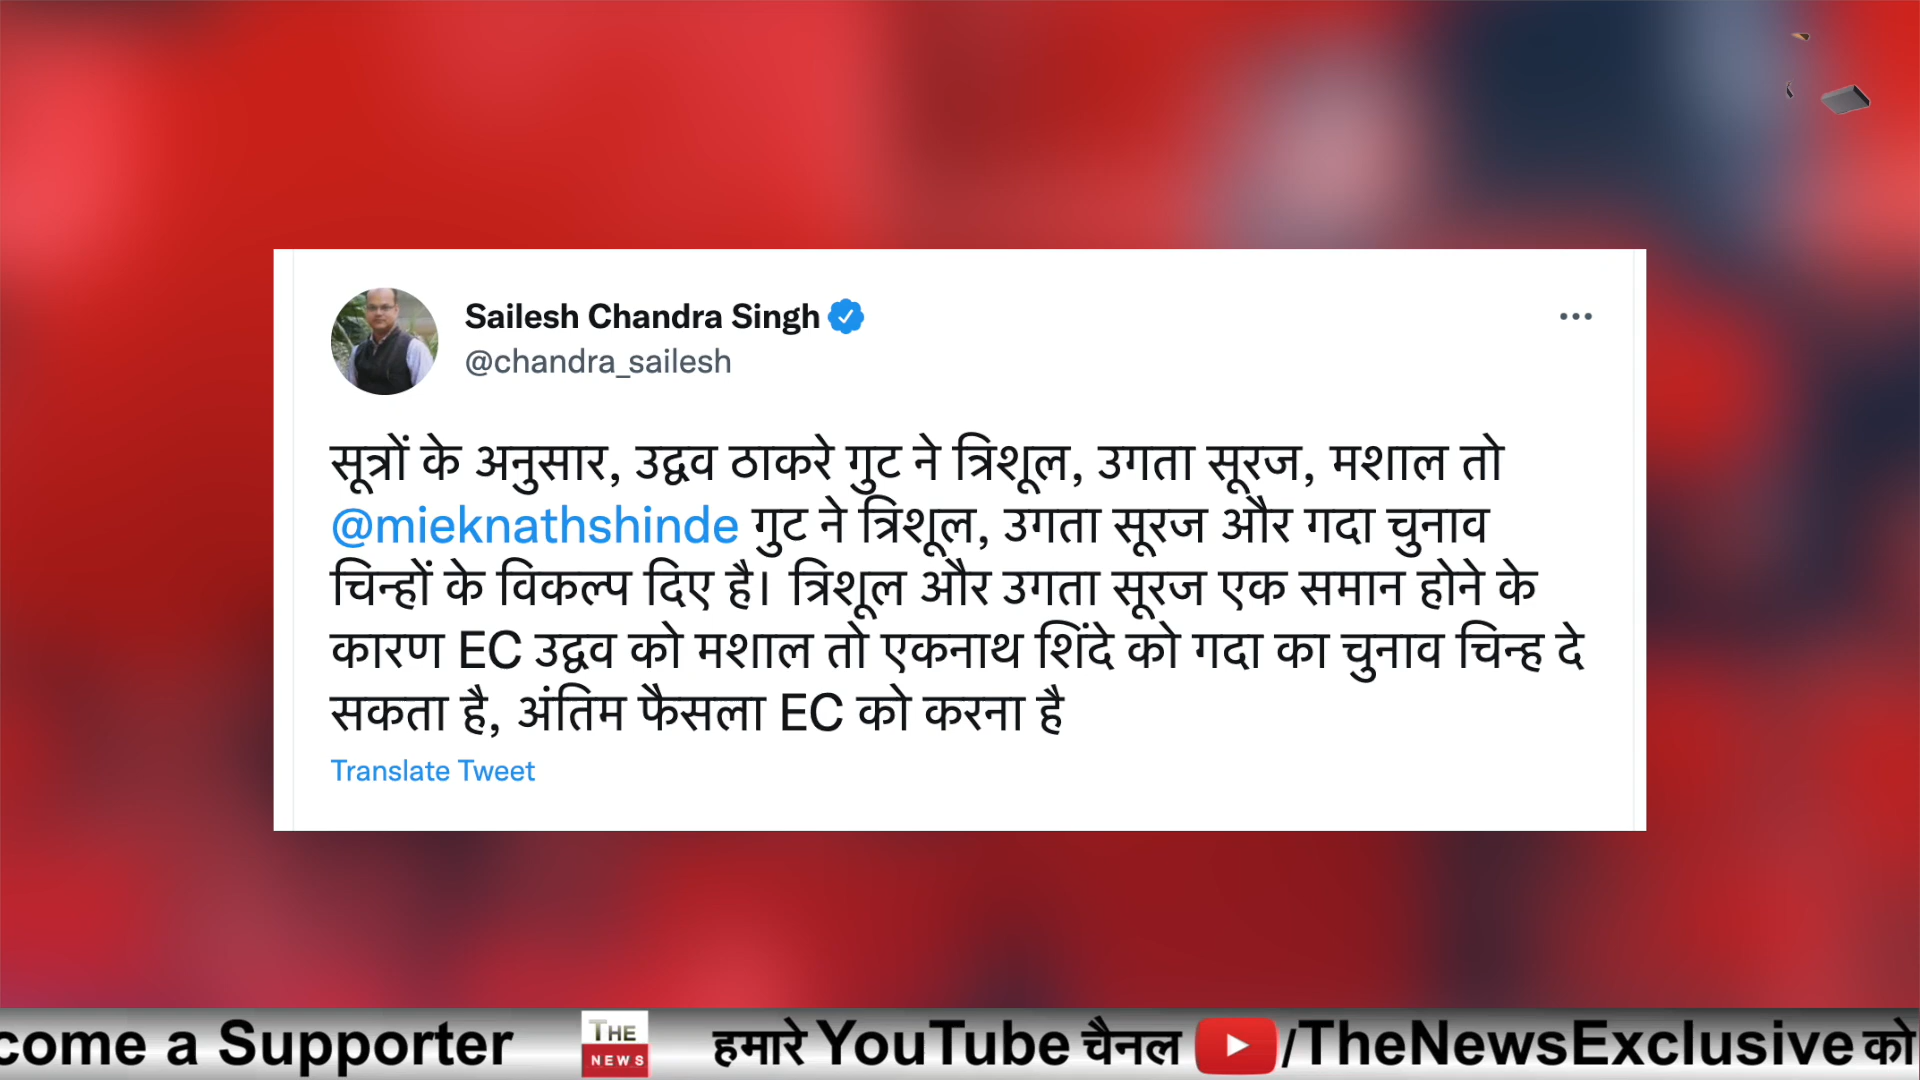 Sailesh Chandra Singh
@chandra_sailesh
सूत्रों के अनुसार, उद्धव ठाकरे गुट ने त्रिशूल, उगता सूरज, मशाल तो
@mieknathshinde गुट ने त्रिशूल, उगता सूरज और गदा चुनाव
चिन्हों के विकल्प दिए है। त्रिशूल और उगता सूरज एक समान होने के
कारण EC उद्धव को मशाल तो एकनाथ शिंदे को गदा का चुनाव चिन्ह दे
सकता है, अंतिम फैसला EC को करना है
Translate Tweet
come a Supporter THE NEWS हमारे YouTube चैनल /TheNewsExclusive को